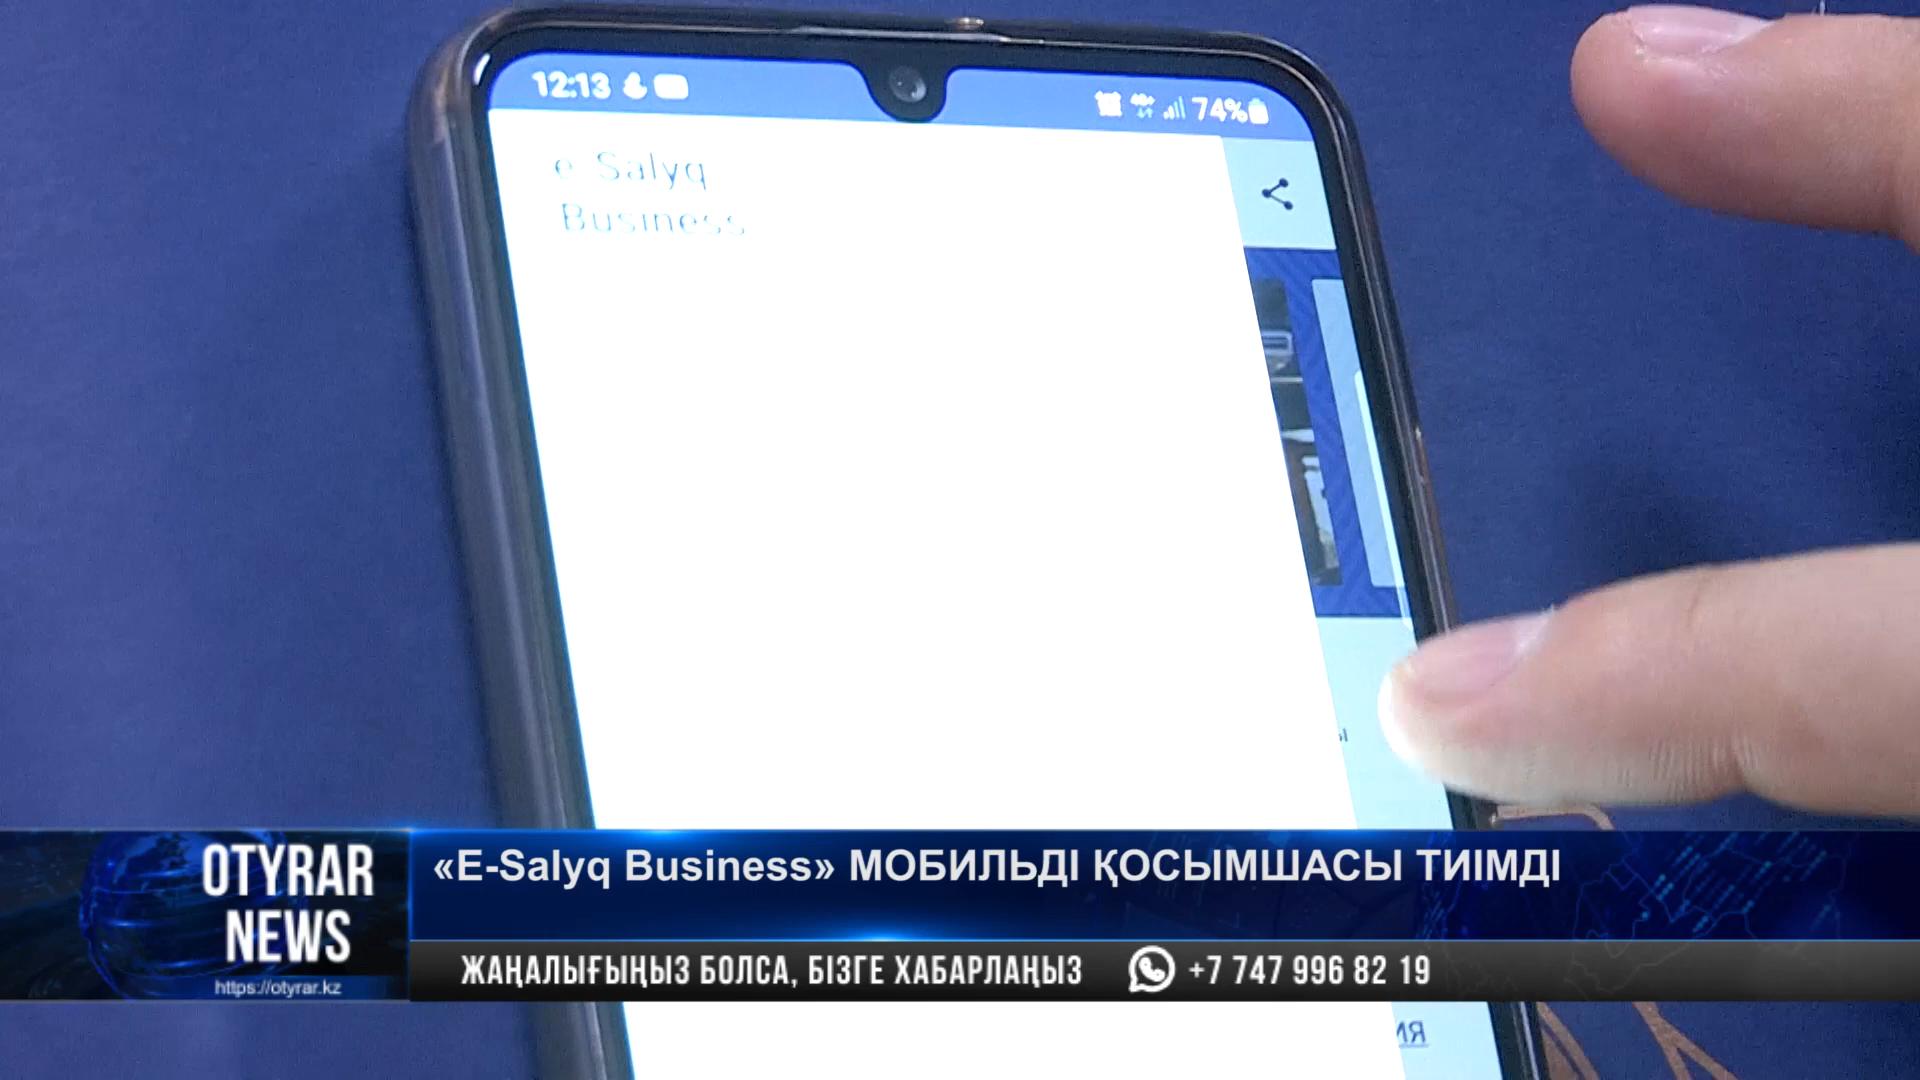 12:13
74%
e-Salyq
Business
ия
OTYRAR
NEWS
https://otyrar.kz
«E-Salyq Business» МОБИЛЬДІ ҚОСЫМШАСЫ ТИІМДІ
ЖАҢАЛЫҒЫҢЫЗ БОЛСА, БІЗГЕ ХАБАРЛАҢЫЗ +7 747 996 82 19